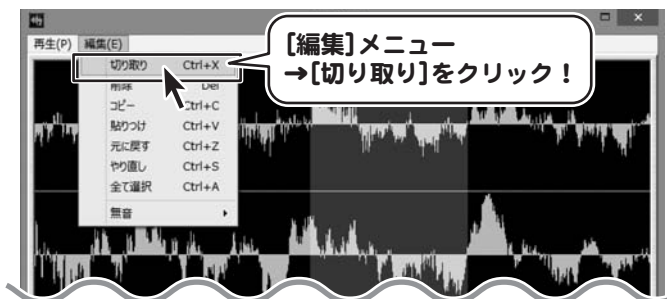 再生(P) 編集(E)
[編集]メニュー
→[切り取り]をクリック！
切り取り Ctrl+X
削除 Del
コピー Ctrl+C
貼りつけ Ctrl+V
元に戻す Ctrl+Z
やり直し Ctrl+S
全て選択 Ctrl+A
無音